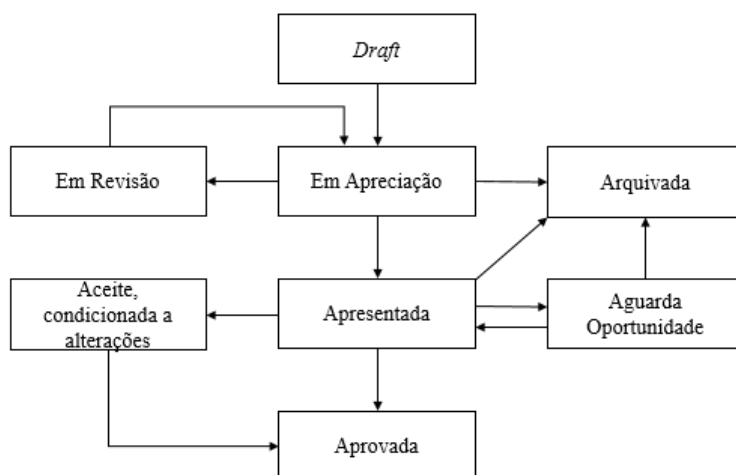 Draft
Em Revisão
Em Apreciação
Arquivada
Aceite,
condicionada a
alterações
Apresentada
Aguarda
Oportunidade
Aprovada